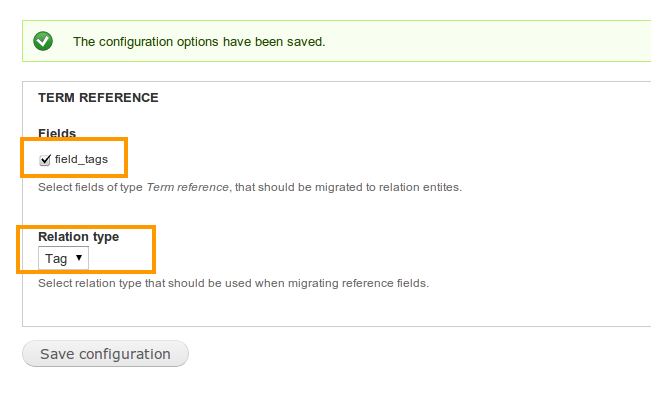 The configuration options have been saved.
TERM REFERENCE
Fields
field_tags
Select fields of type Term reference, that should be migrated to relation entites.
Relation type
Tag
Select relation type that should be used when migrating reference fields.
Save configuration